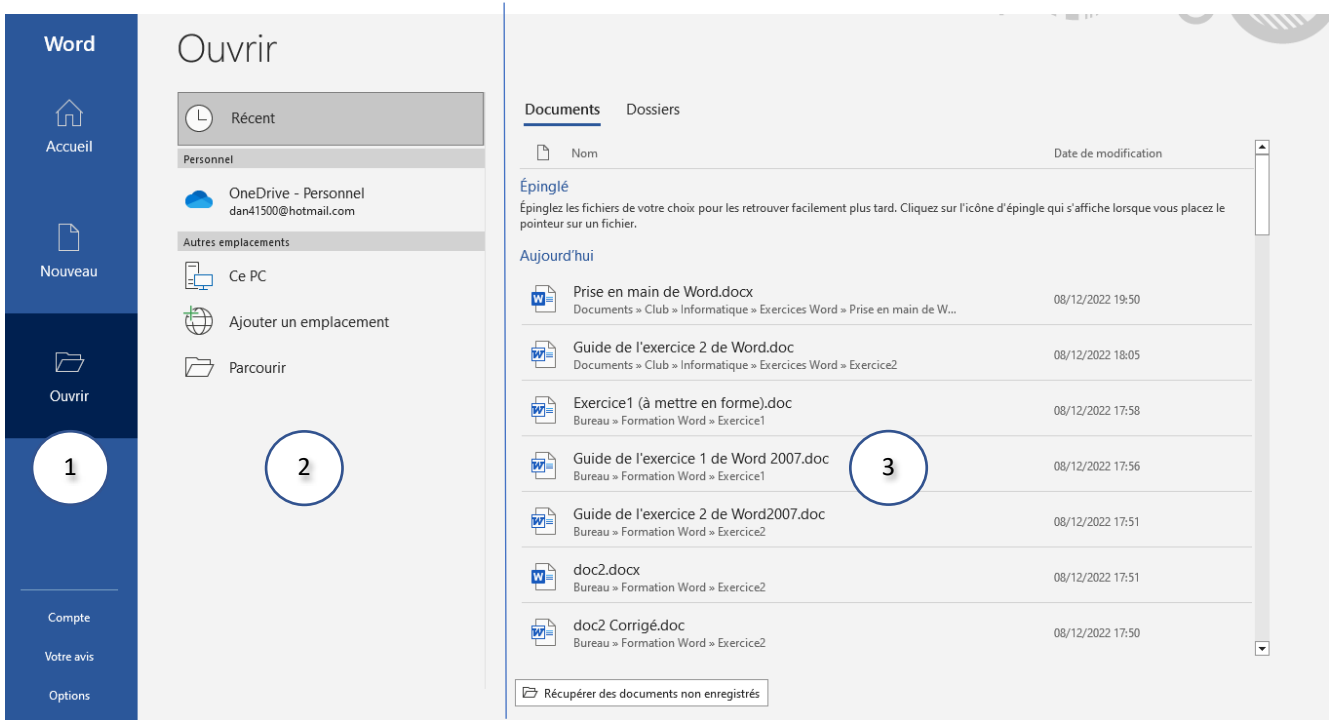 Word
Accueil
Nouveau
Ouvrir
1
Compte
Votre avis
Options
Ouvrir
Récent
Personnel
OneDrive - Personnel
dan41500@hotmail.com
Autres emplacements
Ce PC
Ajouter un emplacement
Parcourir
2
Documents Dossiers
Nom Date de modification
Épinglé
Épinglez les fichiers de votre choix pour les retrouver facilement plus tard. Cliquez sur l'icône d'épingle qui s'affiche lorsque vous placez le
pointeur sur un fichier.
Aujourd'hui
Prise en main de Word.docx
Documents » Club » Informatique » Exercices Word » Prise en main de W...
08/12/2022 19:50
Guide de l'exercice 2 de Word.doc
Documents » Club » Informatique » Exercices Word » Exercice2
08/12/2022 18:05
Exercice1 (à mettre en forme).doc
Bureau » Formation Word » Exercice1
08/12/2022 17:58
Guide de l'exercice 1 de Word 2007.doc
Bureau » Formation Word » Exercice1
3
08/12/2022 17:56
Guide de l'exercice 2 de Word2007.doc
Bureau » Formation Word » Exercice2
08/12/2022 17:51
doc2.docx
Bureau » Formation Word » Exercice2
08/12/2022 17:51
doc2 Corrigé.doc
Bureau » Formation Word » Exercice2
08/12/2022 17:50
Récupérer des documents non enregistrés